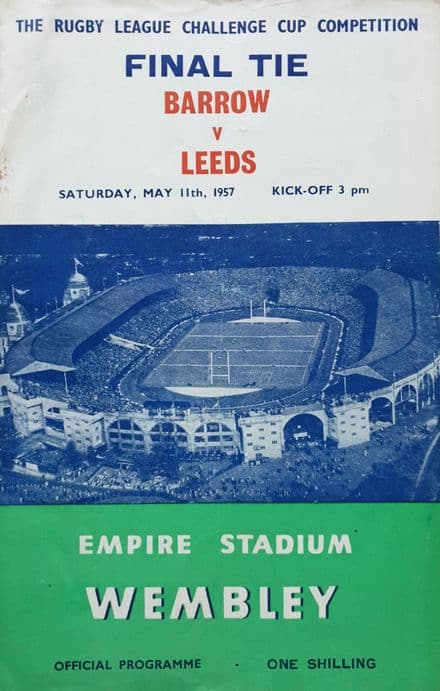 THE RUGBY LEAGUE CHALLENGE CUP COMPETITION
FINAL TIE
BARROW
V
LEEDS
SATURDAY, MAY 11th, 1957 KICK-OFF 3 pm
EMPIRE STADIUM
WEMBLEY
OFFICIAL PROGRAMME - ONE SHILLING